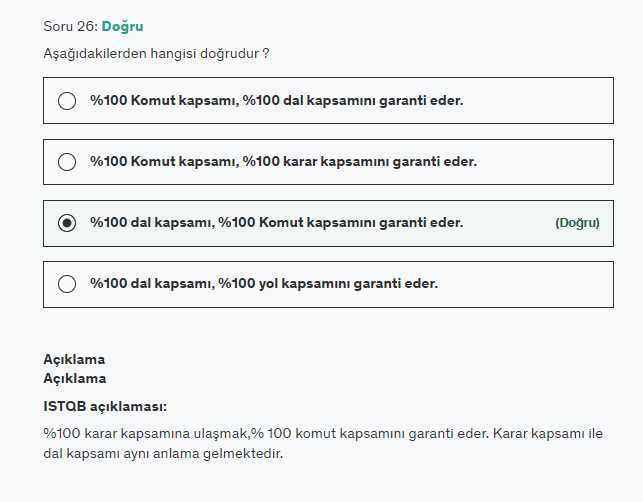 Soru 26: Doğru
Aşağıdakilerden hangisi doğrudur ?
%100 Komut kapsamı, %100 dal kapsamını garanti eder.
%100 Komut kapsamı, %100 karar kapsamını garanti eder.
%100 dal kapsamı, %100 Komut kapsamını garanti eder. (Doğru)
%100 dal kapsamı, %100 yol kapsamını garanti eder.
Açıklama
Açıklama
ISTQB açıklaması:
%100 karar kapsamına ulaşmak,% 100 komut kapsamını garanti eder. Karar kapsamı ile
dal kapsamı aynı anlama gelmektedir.